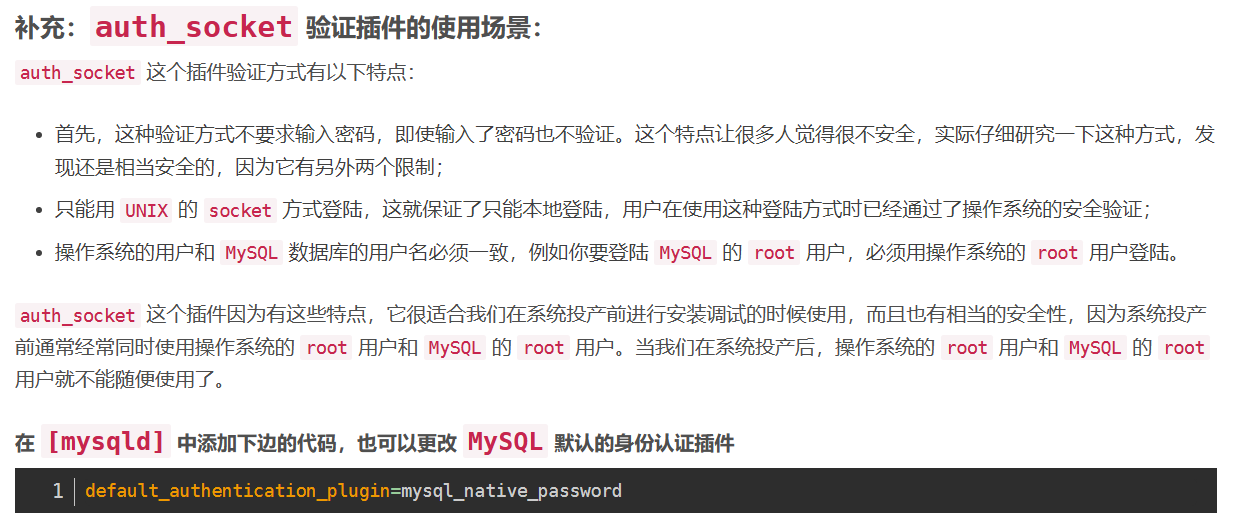 补充：auth_socket 验证插件的使用场景：
auth_socket 这个插件验证方式有以下特点：
• 首先，这种验证方式不要求输入密码，即使输入了密码也不验证。这个特点让很多人觉得很不安全，实际仔细研究一下这种方式，发
现还是相当安全的，因为它有另外两个限制；
• 只能用 UNIX 的 socket 方式登陆，这就保证了只能本地登陆，用户在使用这种登陆方式时已经通过了操作系统的安全验证；
• 操作系统的用户和 MySQL 数据库的用户名必须一致，例如你要登陆 MySQL 的 root 用户，必须用操作系统的 root 用户登陆。
auth_socket 这个插件因为有这些特点，它很适合我们在系统投产前进行安装调试的时候使用，而且也有相当的安全性，因为系统投产
前通常经常同时使用操作系统的 root 用户和 MySQL 的 root 用户。当我们在系统投产后，操作系统的 root 用户和 MySQL 的 root
用户就不能随便使用了。
在 [mysqld] 中添加下边的代码，也可以更改 MySQL 默认的身份认证插件
1 default_authentication_plugin=mysql_native_password